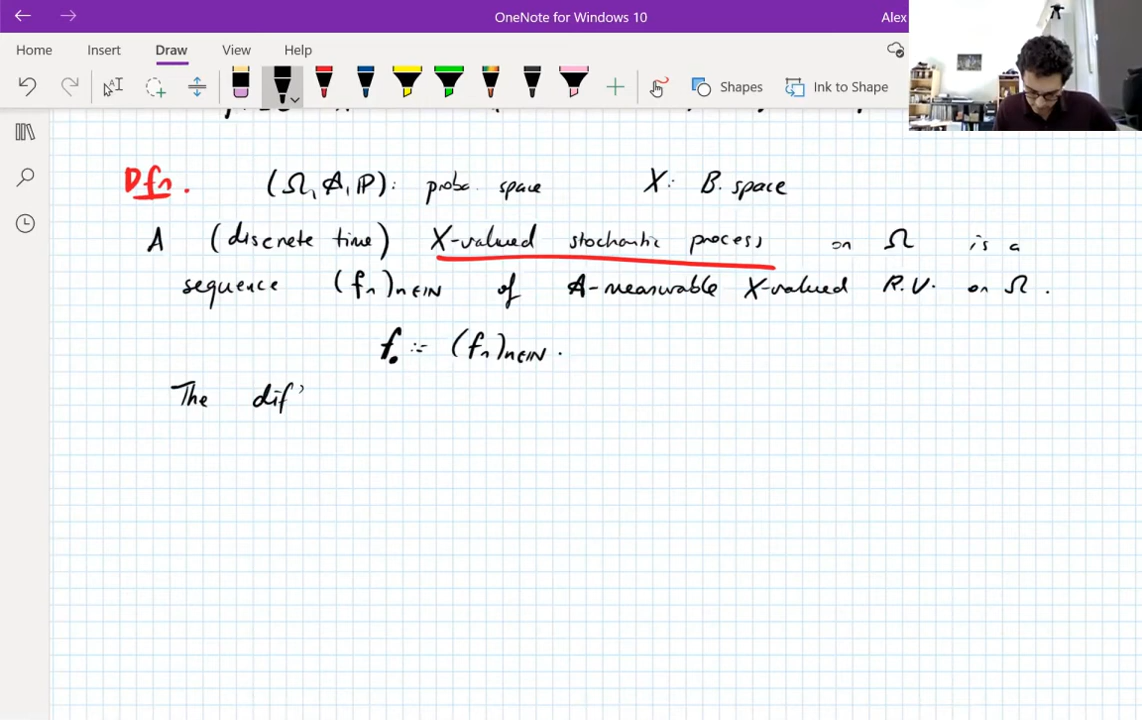 OneNote for Windows 10
Alex
Home Insert Draw View Help
Shapes Ink to Shape
Dfn. (Ω, A, P): proba. space X: B. space
A (discrete time) X-valued stochastic process on Ω is a
sequence (fₙ)ₙ∈ℕ of A-measurable X-valued R.V. on Ω.
f. := (fₙ)ₙ∈ℕ.
The dif